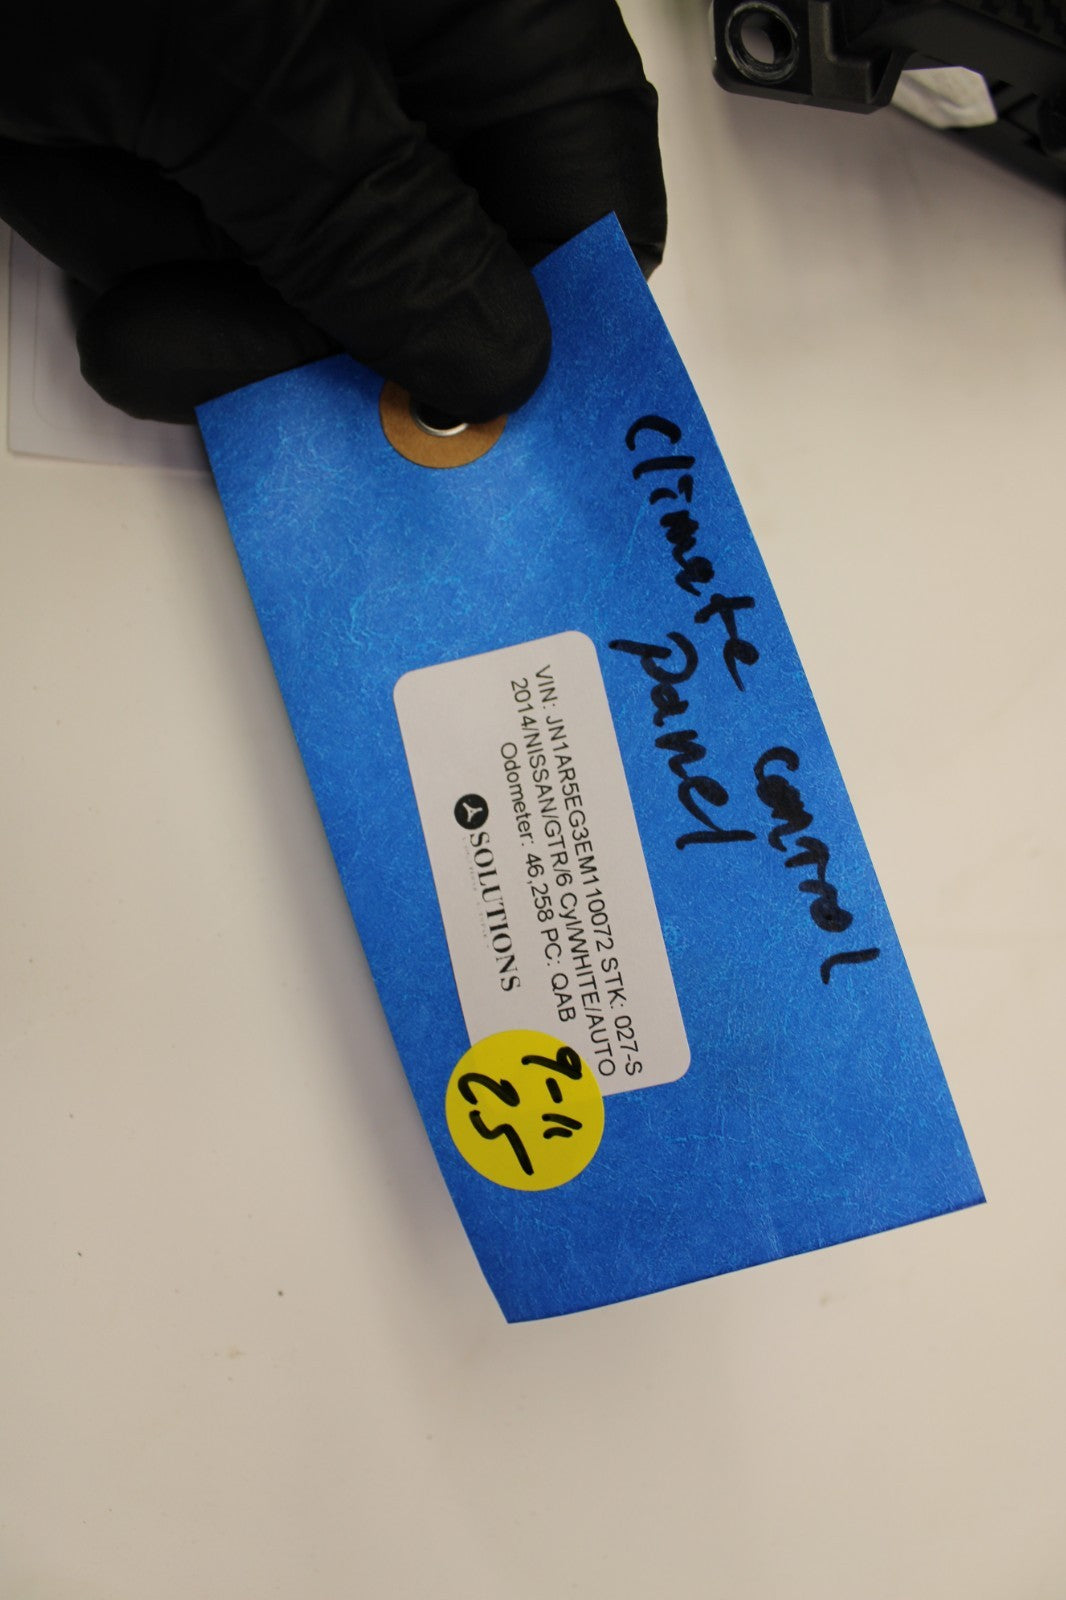 climate control
panel
VIN: JN1AR5EG3EM110072 STK: 027-S
2014/NISSAN/GTR/6 Cyl/WHITE/AUTO
Odometer: 46,258 PC: QAB
SOLUTIONS
9-11
25